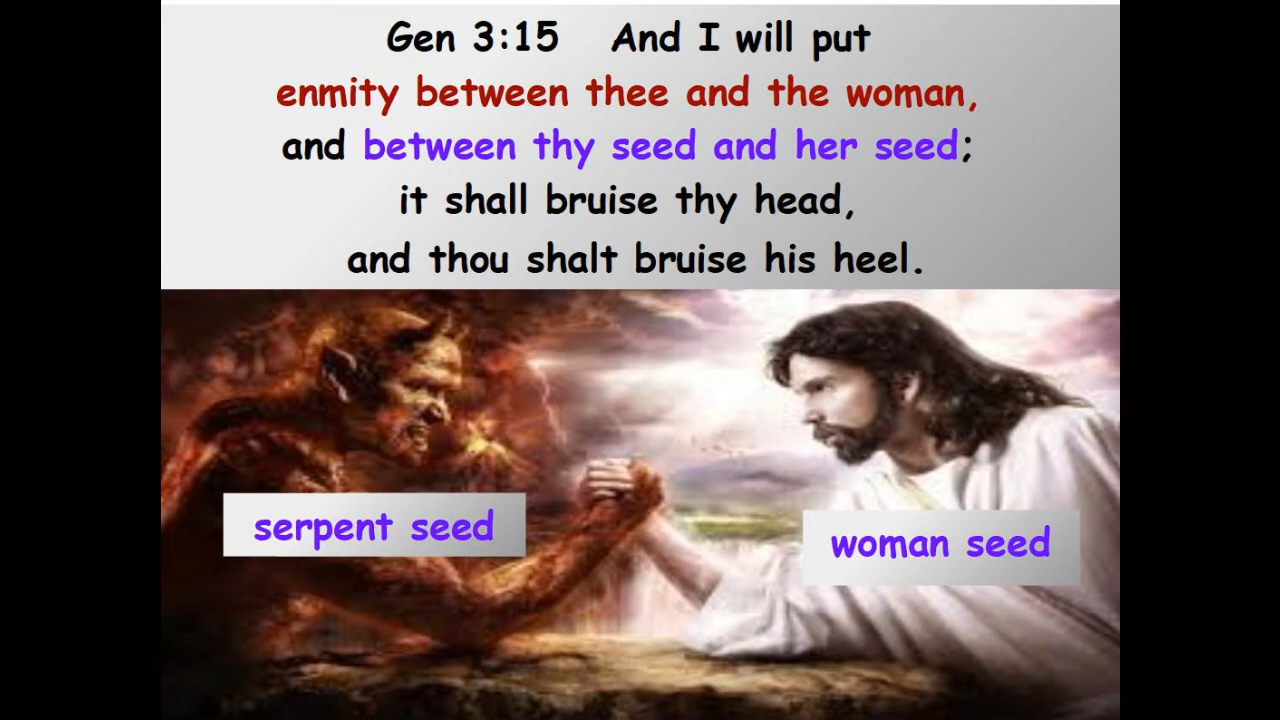 Gen 3:15 And I will put
enmity between thee and the woman,
and between thy seed and her seed;
it shall bruise thy head,
and thou shalt bruise his heel.
serpent seed
woman seed